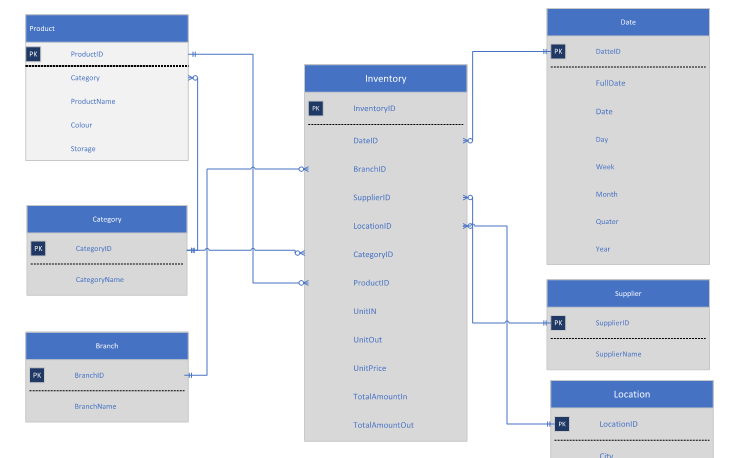 Product
PK ProductID
Category
ProductName
Colour
Storage
Category
PK CategoryID
CategoryName
Branch
PK BranchID
BranchName
Inventory
PK InventoryID
DateID
BranchID
SupplierID
LocationID
CategoryID
ProductID
UnitIN
UnitOut
UnitPrice
TotalAmountIn
TotalAmountOut
Date
PK DatteID
FullDate
Date
Day
Week
Month
Quater
Year
Supplier
PK SupplierID
SupplierName
Location
PK LocationID
City